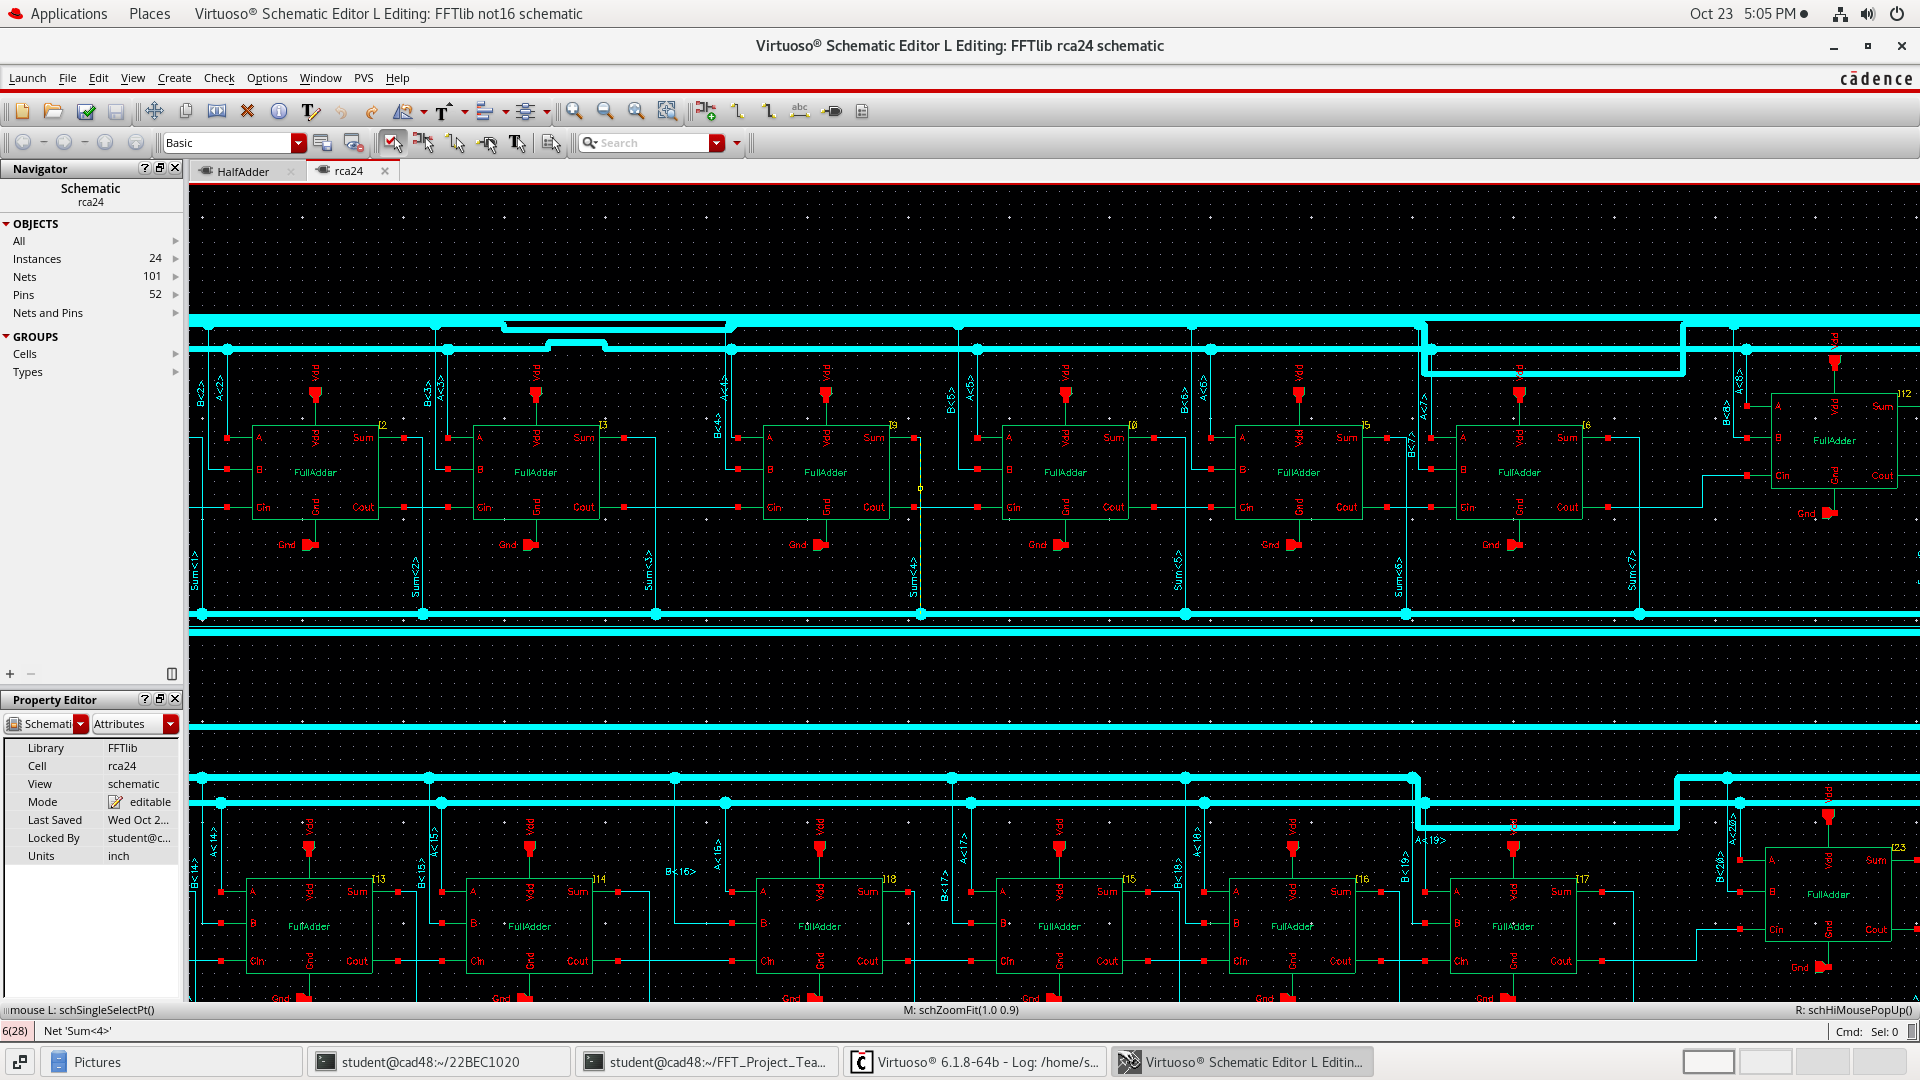 Applications Places Virtuoso® Schematic Editor L Editing: FFTlib not16 schematic Oct 23 5:05 PM
Virtuoso® Schematic Editor L Editing: FFTlib rca24 schematic
Launch File Edit View Create Check Options Window PVS Help
cādence
Basic
Search
Navigator
HalfAdder
rca24
Schematic
rca24
OBJECTS
All
Instances 24
Nets 101
Pins 52
Nets and Pins
GROUPS
Cells
Types
Property Editor
Schemati Attributes
Library FFTlib
Cell rca24
View schematic
Mode editable
Last Saved Wed Oct 2...
Locked By student@c...
Units inch
B<2> A<2> B<3> A<3> B<4> A<4> B<5> A<5> B<6> A<6> B<7> A<7> B<8> A<8>
Vdd Vdd Vdd Vdd Vdd Vdd Vdd
I2 I3 I9 I0 I5 I6 I12
A Vdd Sum A Vdd Sum A Vdd Sum A Vdd Sum A Vdd Sum A Vdd Sum A Vdd Sum
B FullAdder B FullAdder B FullAdder B FullAdder B FullAdder B FullAdder B FullAdder
Cin Gnd Cout Cin Gnd Cout Cin Gnd Cout Cin Gnd Cout Cin Gnd Cout Cin Gnd Cout Cin Gnd Cout
Gnd Gnd Gnd Gnd Gnd Gnd Gnd
Sum<1> Sum<2> Sum<3> Sum<4> Sum<5> Sum<6> Sum<7>
B<14> A<14> B<15> A<15> B<16> A<16> B<17> A<17> B<18> A<18> B<19> A<19> B<20> A<20>
Vdd Vdd Vdd Vdd Vdd Vdd Vdd
I13 I14 I18 I15 I16 I17 I23
A Vdd Sum A Vdd Sum A Vdd Sum A Vdd Sum A Vdd Sum A Vdd Sum A Vdd Sum
B FullAdder B FullAdder B FullAdder B FullAdder B FullAdder B FullAdder B FullAdder
Cin Gnd Cout Cin Gnd Cout Cin Gnd Cout Cin Gnd Cout Cin Gnd Cout Cin Gnd Cout Cin Gnd Cout
Gnd Gnd Gnd Gnd Gnd Gnd Gnd
mouse L: schSingleSelectPt() M: schZoomFit(1.0 0.9) R: schHiMousePopUp()
6(28) Net 'Sum<4>' Cmd: Sel: 0
Pictures student@cad48:~/22BEC1020 student@cad48:~/FFT_Project_Tea... Virtuoso® 6.1.8-64b - Log: /home/s... Virtuoso® Schematic Editor L Editin...